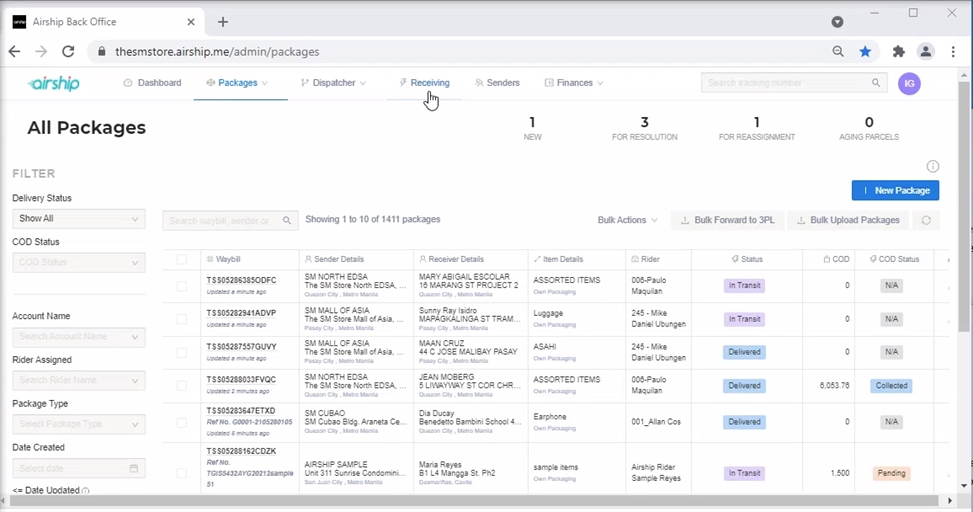 Airship Back Office
thesmstore.airship.me/admin/packages
airship
Dashboard
Packages
Dispatcher
Receiving
Senders
Finances
Search tracking number
IG
All Packages
1
NEW
3
FOR RESOLUTION
1
FOR REASSIGNMENT
0
AGING PARCELS
FILTER
New Package
Delivery Status
Show All
Search waybill, sender or
Showing 1 to 10 of 1411 packages
Bulk Actions
Bulk Forward to 3PL
Bulk Upload Packages
COD Status
COD Status
Account Name
Search Account Name
Rider Assigned
Search Rider Name
Package Type
Select Package Type
Date Created
Select date
<= Date Updated
Waybill
Sender Details
Receiver Details
Item Details
Rider
Status
COD
COD Status
TSS05286385ODFC
Updated a minute ago
SM NORTH EDSA
The SM Store North EDSA, ...
Quezon City , Metro Manila
MARY ABIGAIL ESCOLAR
16 MARANG ST PROJECT 2
Quezon City , Metro Manila
ASSORTED ITEMS
Own Packaging
006-Paulo
Maquilan
In Transit
0
N/A
TSS05282941ADVP
Updated a minute ago
SM MALL OF ASIA
The SM Store Mall of Asia, ...
Pasay City , Metro Manila
Sunny Ray Isidro
MAPAGKALINGA ST TRAM...
Quezon City , Metro Manila
Luggage
Own Packaging
245 - Mike
Daniel Ubungen
In Transit
0
N/A
TSS05287557GUVY
Updated a minute ago
SM MALL OF ASIA
The SM Store Mall of Asia, ...
Pasay City , Metro Manila
MAAN CRUZ
44 C JOSE MALIBAY PASAY
Pasay City , Metro Manila
ASAHI
Own Packaging
245 - Mike
Daniel Ubungen
Delivered
0
N/A
TSS05288033FVQC
Updated 2 minutes ago
SM NORTH EDSA
The SM Store North EDSA, ...
Quezon City , Metro Manila
JEAN MOBERG
5 LIWAYWAY ST COR CHR...
Quezon City , Metro Manila
ASSORTED ITEMS
Own Packaging
006-Paulo
Maquilan
Delivered
6,053.76
Collected
TSS05283647ETXD
Ref No. G0001-2105280105
Updated 6 minutes ago
SM CUBAO
SM Cubao Bldg. Araneta Ce...
Quezon City , Metro Manila
Dia Ducay
Benedetto Bambini School 4...
Quezon City , Metro Manila
Earphone
Own Packaging
001_Allan Cos
Delivered
0
N/A
TSS05288162CDZK
Ref No.
TGIS5432AYG20212sample
51
AIRSHIP SAMPLE
Unit 311 Sunrise Condomini...
San Juan City , Metro Manila
Maria Reyes
B1 L4 Mangga St. Ph2
Dasmariñas, Cavite
sample items
Own Packaging
Airship Rider
Sample Reyes
In Transit
1,500
Pending